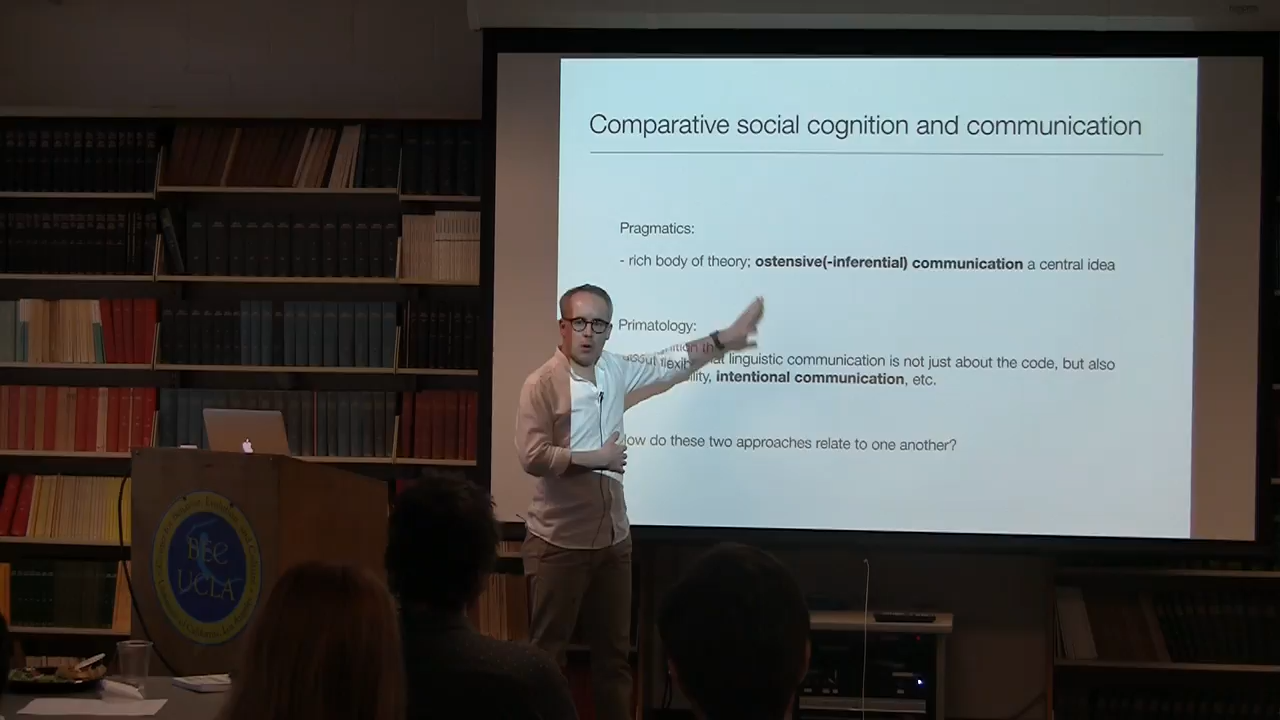 Comparative social cognition and communication
Pragmatics:
- rich body of theory; ostensive(-inferential) communication a central idea
Primatology:
linguistic communication is not just about the code, but also
intentional communication, etc.
How do these two approaches relate to one another?
BEC
UCLA